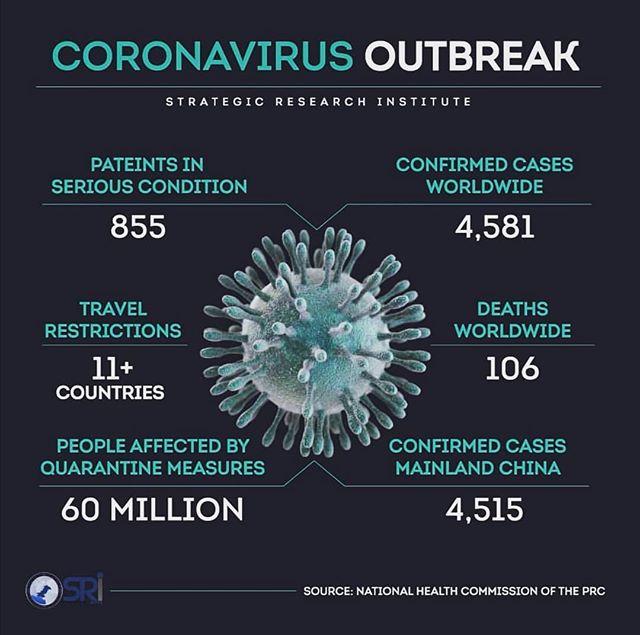 CORONAVIRUS OUTBREAK
STRATEGIC RESEARCH INSTITUTE
PATEINTS IN
SERIOUS CONDITION
855
CONFIRMED CASES
WORLDWIDE
4,581
TRAVEL
RESTRICTIONS
11+
COUNTRIES
DEATHS
WORLDWIDE
106
PEOPLE AFFECTED BY
QUARANTINE MEASURES
60 MILLION
CONFIRMED CASES
MAINLAND CHINA
4,515
SRi
SOURCE: NATIONAL HEALTH COMMISSION OF THE PRC